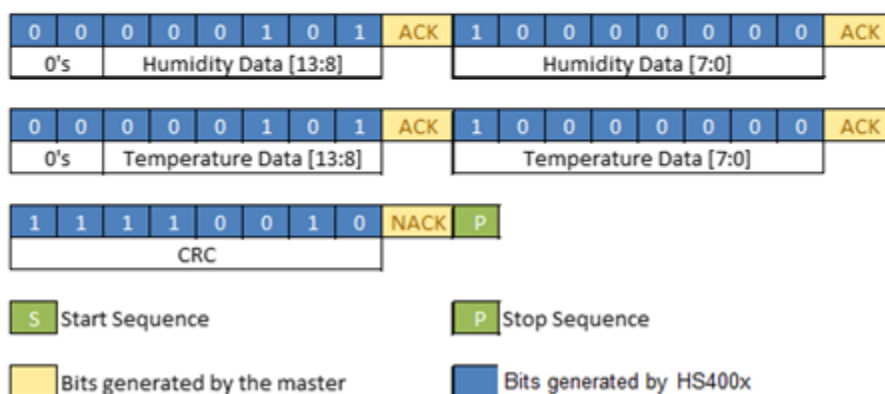 0 0 0 0 0 1 0 1 ACK 1 0 0 0 0 0 0 0 ACK
0's Humidity Data [13:8] Humidity Data [7:0]
0 0 0 0 0 1 0 1 ACK 1 0 0 0 0 0 0 0 ACK
0's Temperature Data [13:8] Temperature Data [7:0]
1 1 1 1 0 0 1 0 NACK P
CRC
S Start Sequence P Stop Sequence
Bits generated by the master Bits generated by HS400x